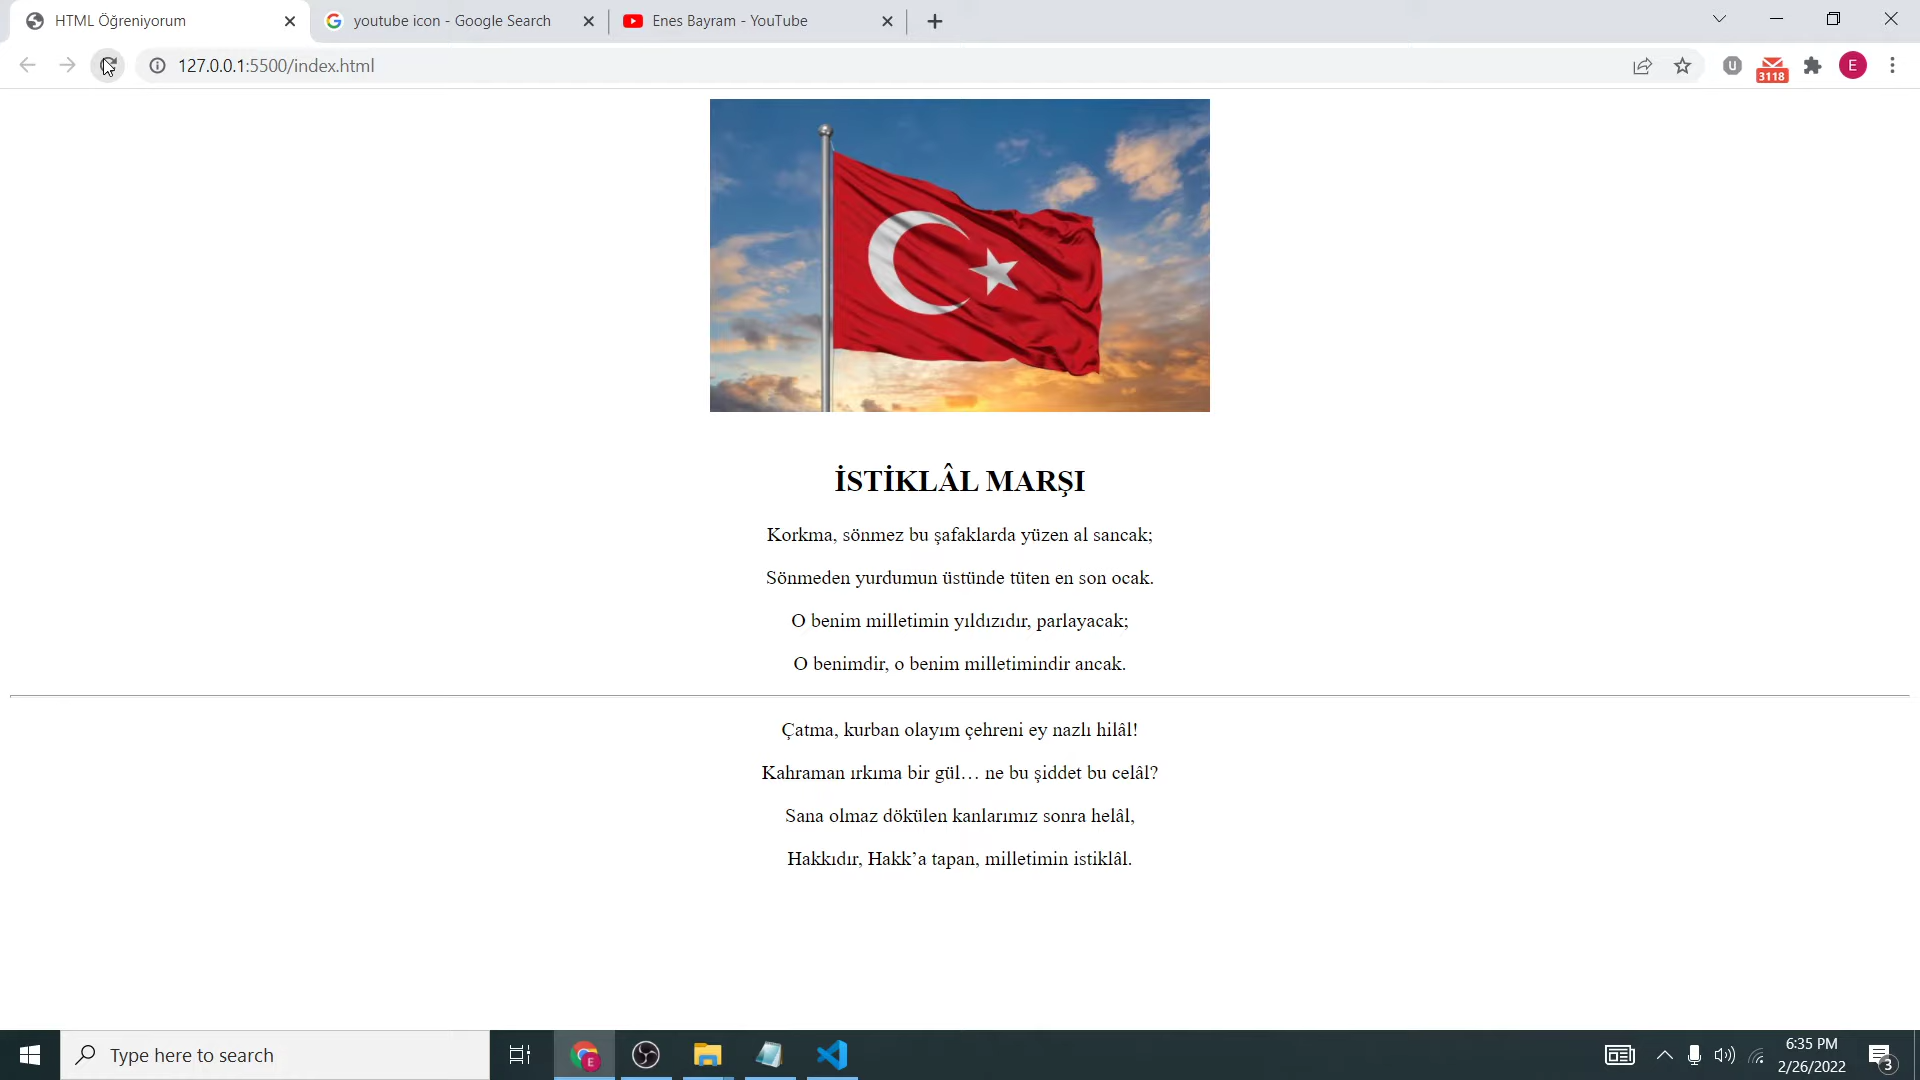 HTML Öğreniyorum
youtube icon - Google Search
Enes Bayram - YouTube
127.0.0.1:5500/index.html
U
3118
E
İSTİKLÂL MARŞI
Korkma, sönmez bu şafaklarda yüzen al sancak;
Sönmeden yurdumun üstünde tüten en son ocak.
O benim milletimin yıldızıdır, parlayacak;
O benimdir, o benim milletimindir ancak.
Çatma, kurban olayım çehreni ey nazlı hilâl!
Kahraman ırkıma bir gül… ne bu şiddet bu celâl?
Sana olmaz dökülen kanlarımız sonra helâl,
Hakkıdır, Hakk’a tapan, milletimin istiklâl.
Type here to search
E
6:35 PM
2/26/2022
3